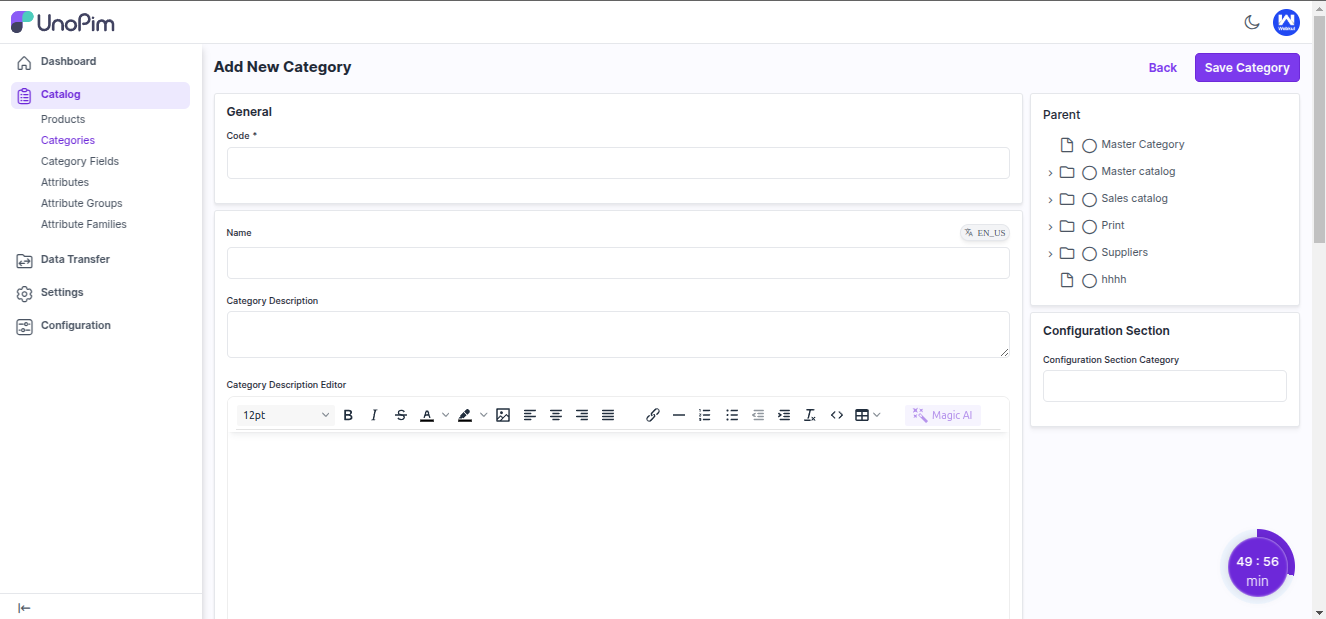 UnoPim
Webkul
Dashboard
Catalog
Products
Categories
Category Fields
Attributes
Attribute Groups
Attribute Families
Data Transfer
Settings
Configuration
Add New Category
Back
Save Category
General
Code *
Name
EN_US
Category Description
Category Description Editor
12pt
Magic AI
Parent
Master Category
Master catalog
Sales catalog
Print
Suppliers
hhhh
Configuration Section
Configuration Section Category
49 : 56
min